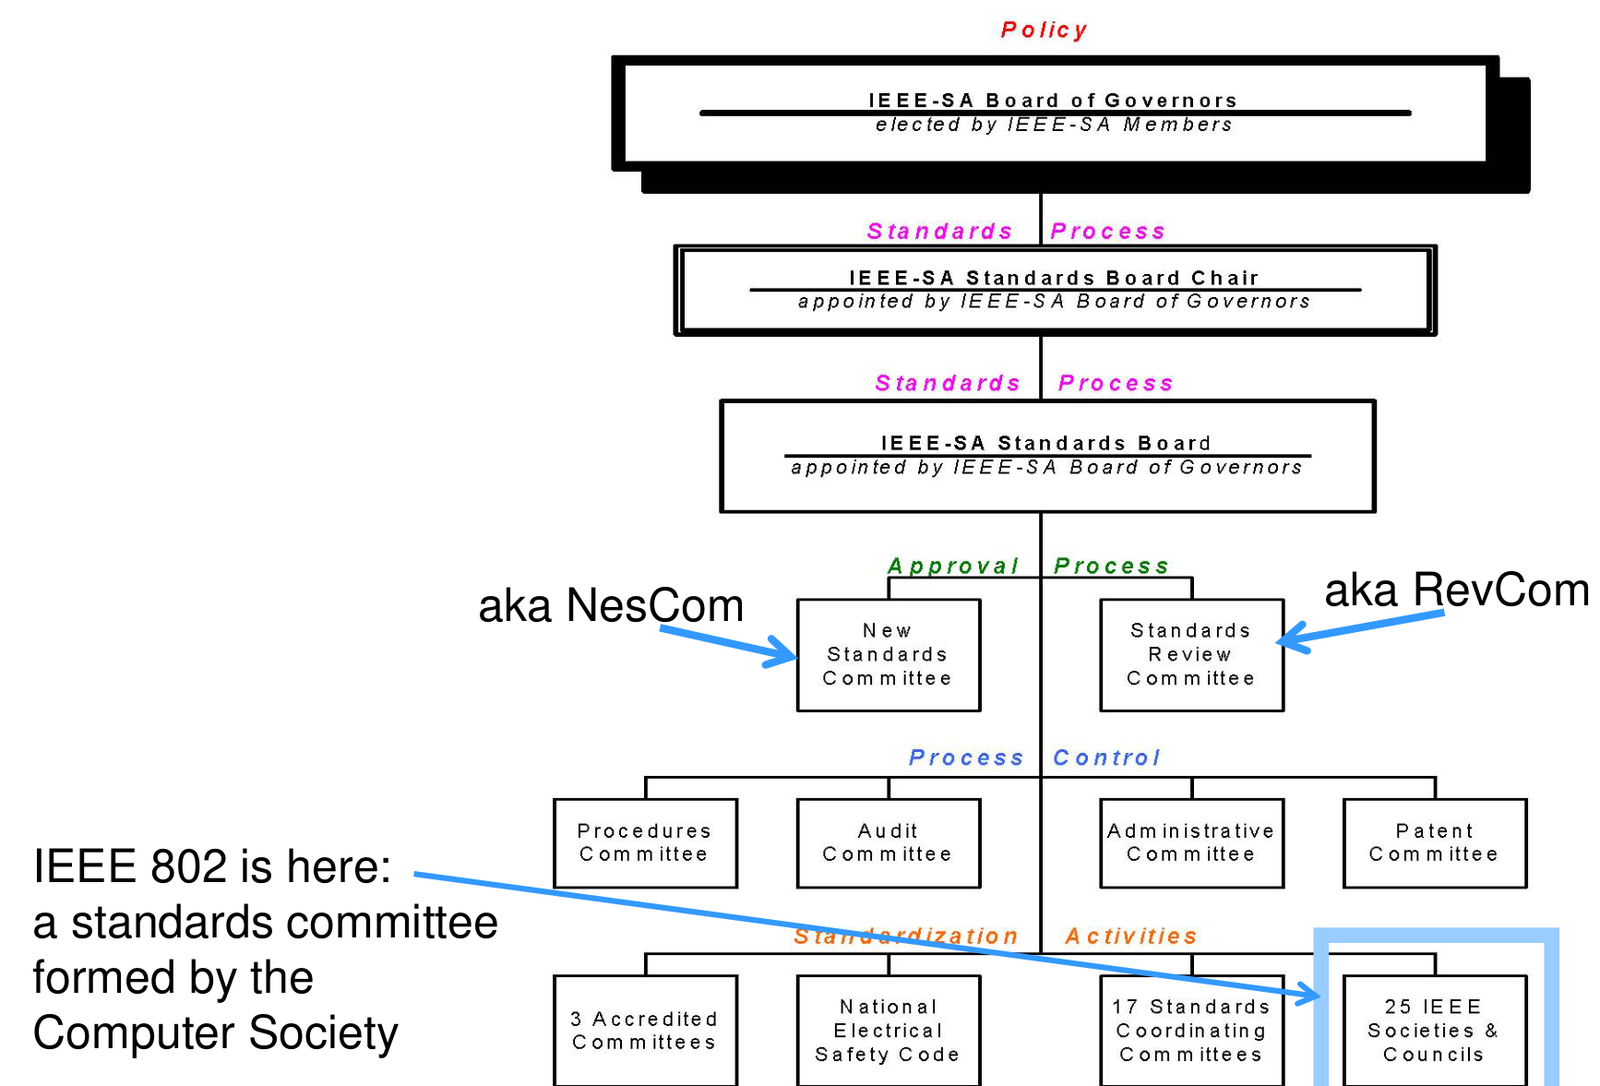 Policy
IEEE-SA Board of Governors
elected by IEEE-SA Members
Standards Process
IEEE-SA Standards Board Chair
appointed by IEEE-SA Board of Governors
Standards Process
IEEE-SA Standards Board
appointed by IEEE-SA Board of Governors
Approval Process
aka NesCom
aka RevCom
New
Standards
Committee
Standards
Review
Committee
Process Control
Procedures
Committee
Audit
Committee
Administrative
Committee
Patent
Committee
IEEE 802 is here:
a standards committee
formed by the
Computer Society
Standardization Activities
3 Accredited
Committees
National
Electrical
Safety Code
17 Standards
Coordinating
Committees
25 IEEE
Societies &
Councils